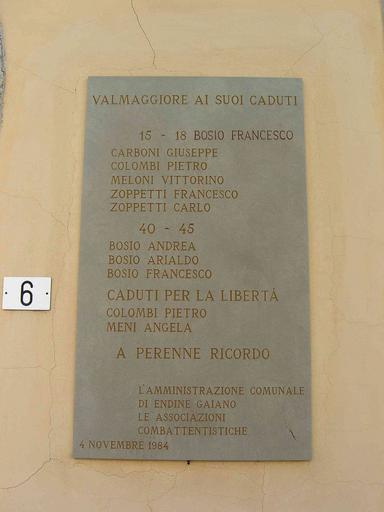 VALMAGGIORE AI SUOI CADUTI
15 - 18 BOSIO FRANCESCO
CARBONI GIUSEPPE
COLOMBI PIETRO
MELONI VITTORINO
ZOPPETTI FRANCESCO
ZOPPETTI CARLO
40 - 45
BOSIO ANDREA
BOSIO ARIALDO
BOSIO FRANCESCO
CADUTI PER LA LIBERTÁ
COLOMBI PIETRO
MENI ANGELA
A PERENNE RICORDO
L'AMMINISTRAZIONE COMUNALE
DI ENDINE GAIANO
LE ASSOCIAZIONI
COMBATTENTISTICHE
4 NOVEMBRE 1984
6